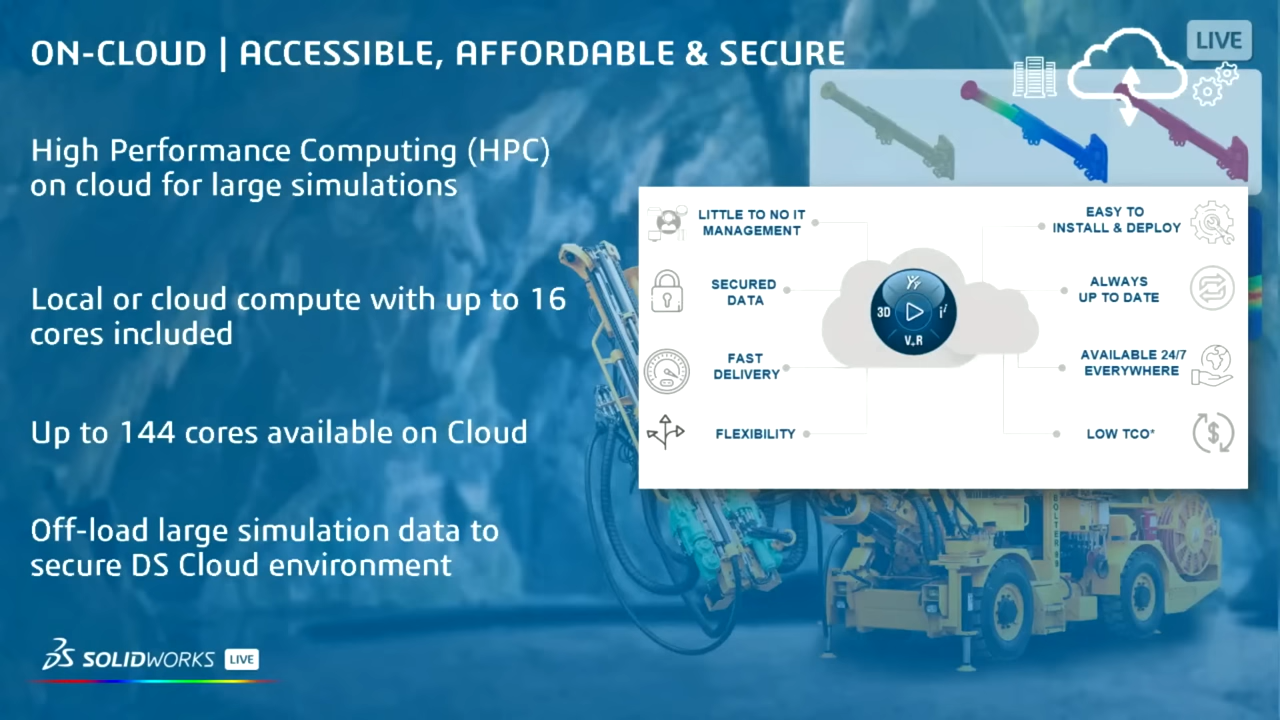 ON-CLOUD | ACCESSIBLE, AFFORDABLE & SECURE
LIVE
High Performance Computing (HPC)
on cloud for large simulations
Local or cloud compute with up to 16
cores included
Up to 144 cores available on Cloud
Off-load large simulation data to
secure DS Cloud environment
LITTLE TO NO IT
MANAGEMENT
SECURED
DATA
FAST
DELIVERY
FLEXIBILITY
3D
V+R
EASY TO
INSTALL & DEPLOY
ALWAYS
UP TO DATE
AVAILABLE 24/7
EVERYWHERE
LOW TCO*
BOLTER
SOLIDWORKS LIVE